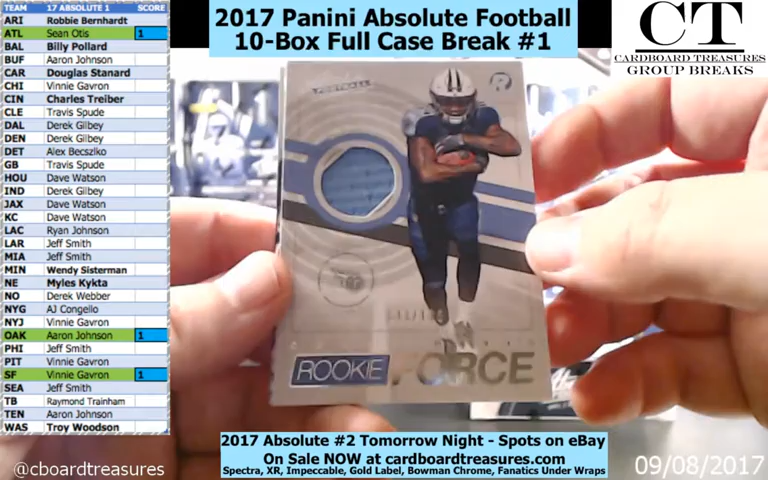 TEAM 17 ABSOLUTE 1 SCORE
ARI Robbie Bernhardt
ATL Sean Otis 1
BAL Billy Pollard
BUF Aaron Johnson
CAR Douglas Stanard
CHI Vinnie Gavron
CIN Charles Treiber
CLE Travis Spude
DAL Derek Gilbey
DEN Derek Gilbey
DET Alex Becszlko
GB Travis Spude
HOU Dave Watson
IND Derek Gilbey
JAX Dave Watson
KC Dave Watson
LAC Ryan Johnson
LAR Jeff Smith
MIA Jeff Smith
MIN Wendy Sisterman
NE Myles Kykta
NO Derek Webber
NYG AJ Congello
NYJ Vinnie Gavron
OAK Aaron Johnson 1
PHI Jeff Smith
PIT Vinnie Gavron
SF Vinnie Gavron 1
SEA Jeff Smith
TB Raymond Trainham
TEN Aaron Johnson
WAS Troy Woodson
2017 Panini Absolute Football
10-Box Full Case Break #1
CT
CARDBOARD TREASURES
GROUP BREAKS
FOOTBALL
R
ROOKIE FORCE
2017 Absolute #2 Tomorrow Night - Spots on eBay
On Sale NOW at cardboardtreasures.com
Spectra, XR, Impeccable, Gold Label, Bowman Chrome, Fanatics Under Wraps
@cboardtreasures
09/08/2017